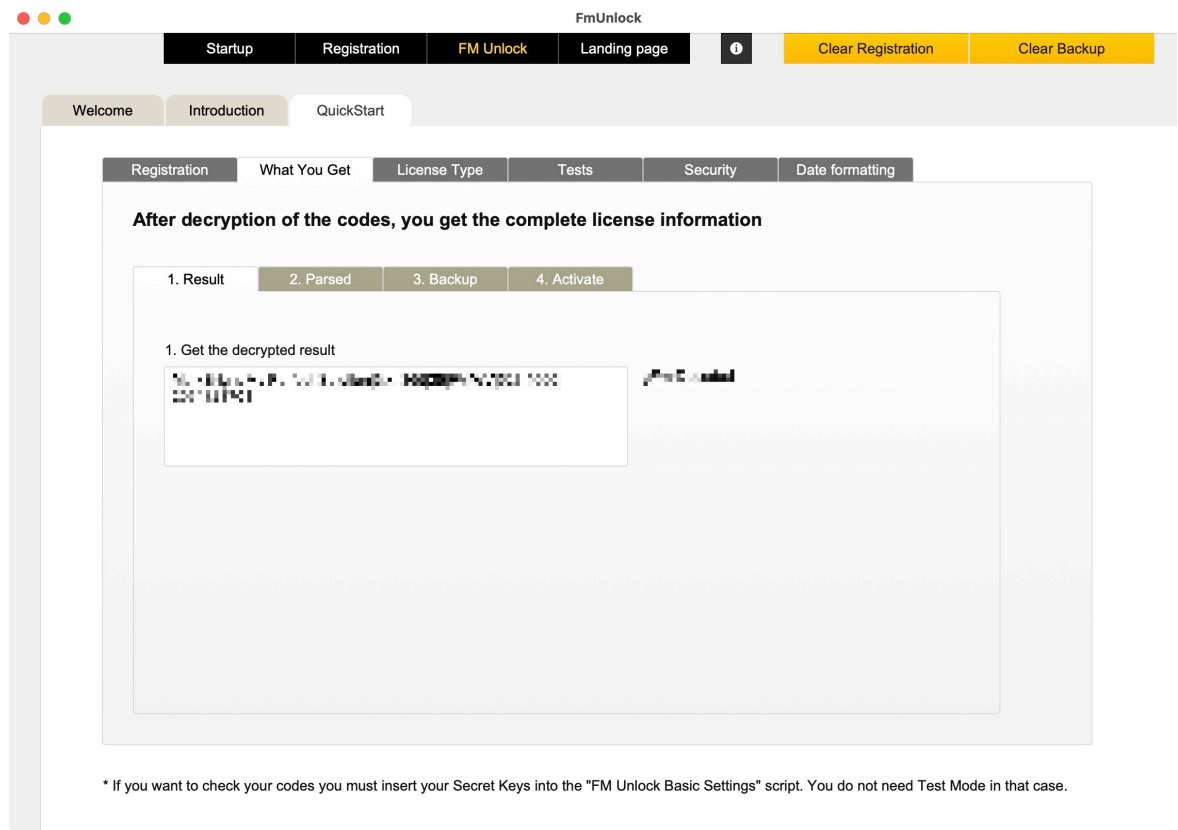 FmUnlock
Startup Registration FM Unlock Landing page Clear Registration Clear Backup
Welcome Introduction QuickStart
Registration What You Get License Type Tests Security Date formatting
After decryption of the codes, you get the complete license information
1. Result 2. Parsed 3. Backup 4. Activate
1. Get the decrypted result
* If you want to check your codes you must insert your Secret Keys into the "FM Unlock Basic Settings" script. You do not need Test Mode in that case.